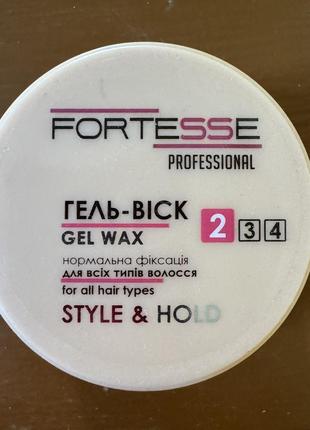 FORTESSE
PROFESSIONAL
ГЕЛЬ-ВІСК
GEL WAX
2 3 4
нормальна фіксація
для всіх типів волосся
for all hair types
STYLE & HOLD